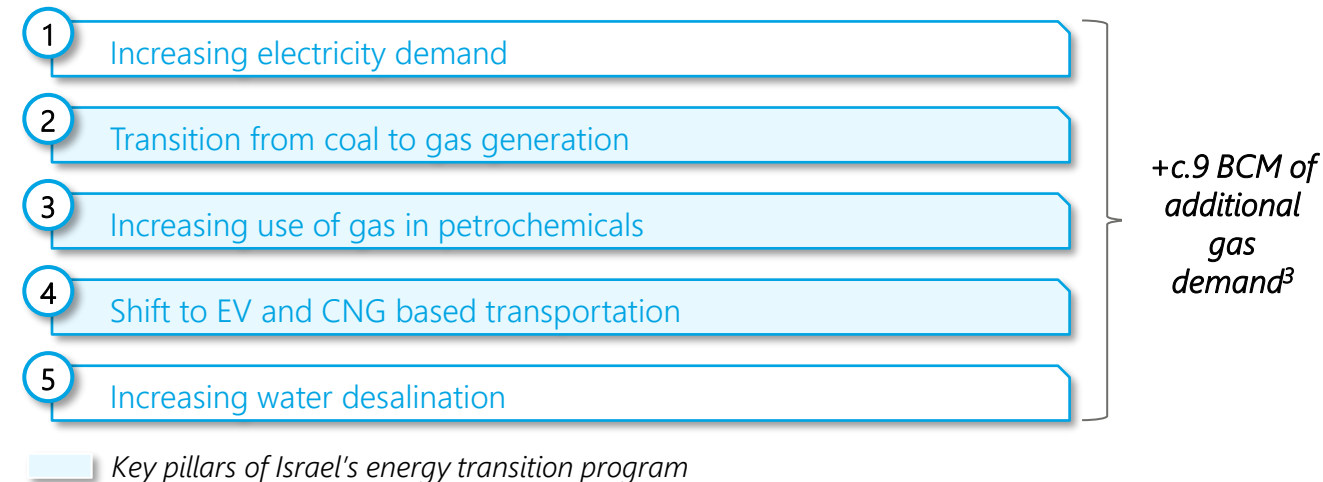 1
Increasing electricity demand
2
Transition from coal to gas generation
3
Increasing use of gas in petrochemicals
4
Shift to EV and CNG based transportation
5
Increasing water desalination
+c.9 BCM of
additional
gas
demand³
Key pillars of Israel's energy transition program